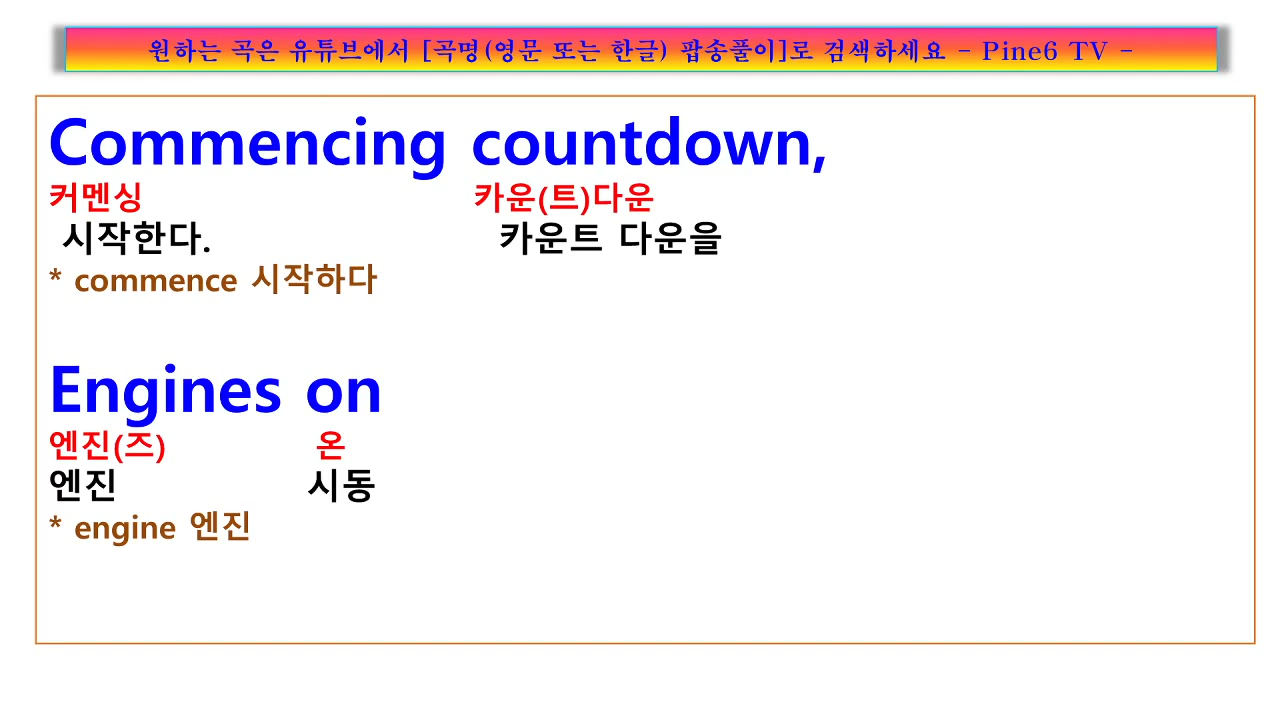 원하는 곡은 유튜브에서 [곡명(영문 또는 한글) 팝송풀이]로 검색하세요 - Pine6 TV -
Commencing countdown,
커멘싱 카운(트)다운
시작한다. 카운트 다운을
* commence 시작하다
Engines on
엔진(즈) 온
엔진 시동
* engine 엔진